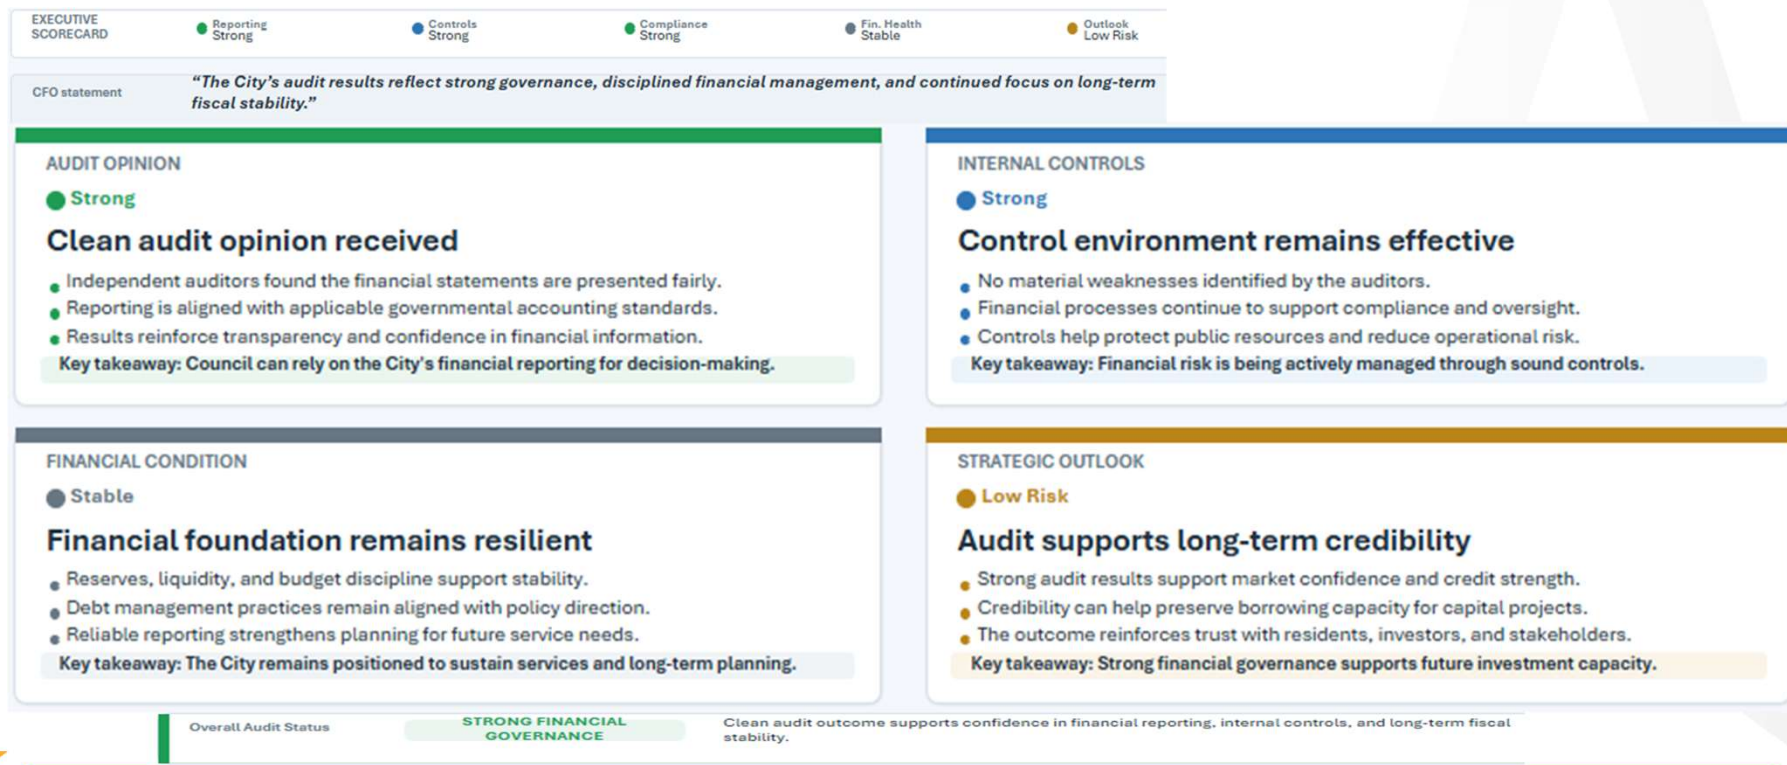 EXECUTIVE
SCORECARD
Reporting
Strong
Controls
Strong
Compliance
Strong
Fin. Health
Stable
Outlook
Low Risk
CFO statement
“The City’s audit results reflect strong governance, disciplined financial management, and continued focus on long-term
fiscal stability.”
AUDIT OPINION
Strong
Clean audit opinion received
Independent auditors found the financial statements are presented fairly.
Reporting is aligned with applicable governmental accounting standards.
Results reinforce transparency and confidence in financial information.
Key takeaway: Council can rely on the City's financial reporting for decision-making.
INTERNAL CONTROLS
Strong
Control environment remains effective
No material weaknesses identified by the auditors.
Financial processes continue to support compliance and oversight.
Controls help protect public resources and reduce operational risk.
Key takeaway: Financial risk is being actively managed through sound controls.
FINANCIAL CONDITION
Stable
Financial foundation remains resilient
Reserves, liquidity, and budget discipline support stability.
Debt management practices remain aligned with policy direction.
Reliable reporting strengthens planning for future service needs.
Key takeaway: The City remains positioned to sustain services and long-term planning.
STRATEGIC OUTLOOK
Low Risk
Audit supports long-term credibility
Strong audit results support market confidence and credit strength.
Credibility can help preserve borrowing capacity for capital projects.
The outcome reinforces trust with residents, investors, and stakeholders.
Key takeaway: Strong financial governance supports future investment capacity.
Overall Audit Status
STRONG FINANCIAL
GOVERNANCE
Clean audit outcome supports confidence in financial reporting, internal controls, and long-term fiscal
stability.